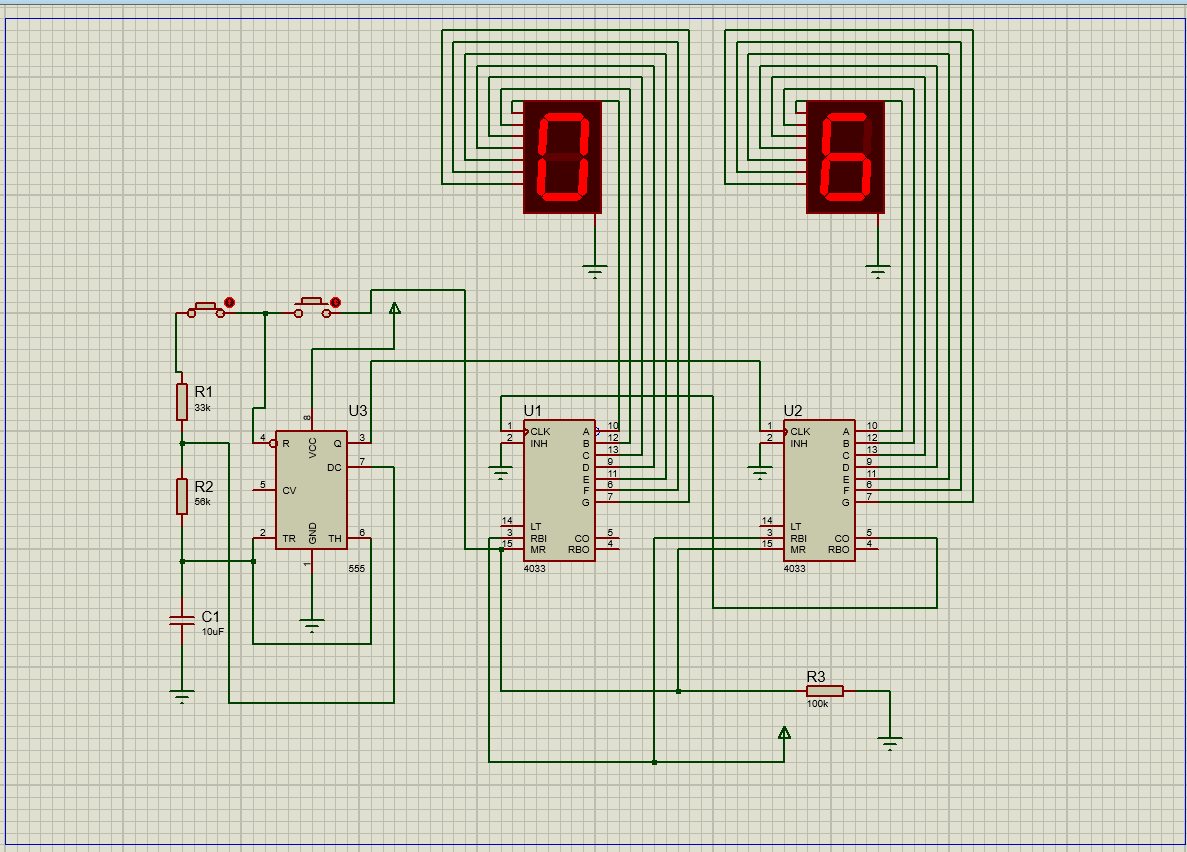 0
6
R1
33k
R2
56k
C1
10uF
U3
4
R
8
VCC
Q
3
DC
7
5
CV
2
TR
GND
1
TH
6
555
U1
1
CLK
2
INH
A
10
B
12
C
13
D
9
E
11
F
6
G
7
14
LT
3
RBI
15
MR
CO
5
RBO
4
4033
U2
1
CLK
2
INH
A
10
B
12
C
13
D
9
E
11
F
6
G
7
14
LT
3
RBI
15
MR
CO
5
RBO
4
4033
R3
100k